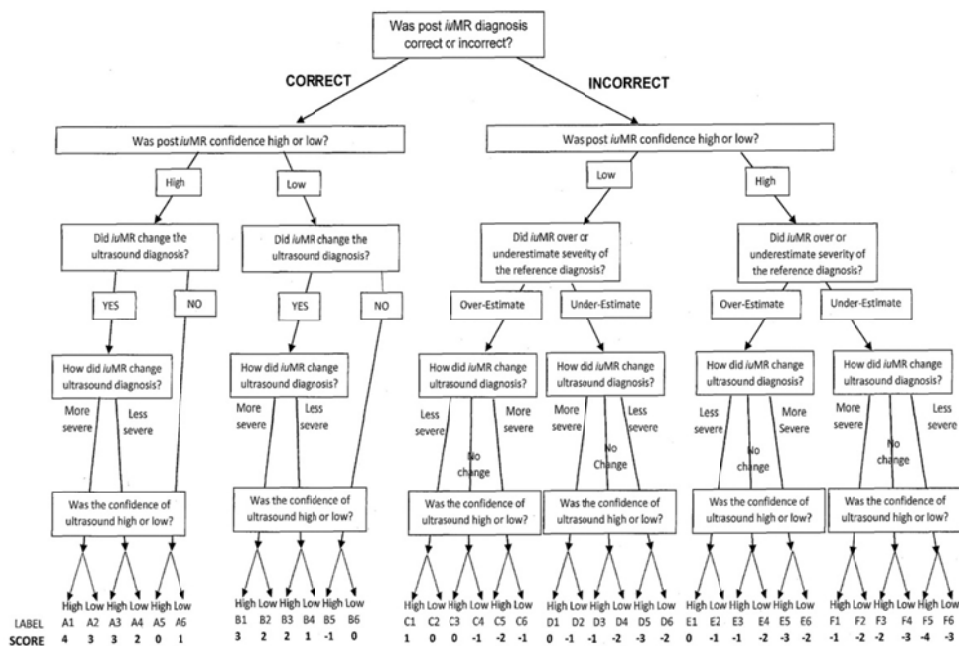 Was post iuMR diagnosis
correct or incorrect?
CORRECT
INCORRECT
Was post iuMR confidence high or low?
Was post iuMR confidence high or low?
High
Low
Low
High
Did iuMR change the
ultrasound diagnosis?
Did iuMR change the
ultrasound diagnosis?
Did iuMR over or
underestimate severity of
the reference diagnosis?
Did iuMR over or
underestimate severity of
the reference diagnosis?
YES
NO
YES
NO
Over-Estimate
Under-Estimate
Over-Estimate
Under-Estimate
How did iuMR change
ultrasound diagnosis?
How did iuMR change
ultrasound diagnosis?
How did iuMR change
ultrasound diagnosis?
How did iuMR change
ultrasound diagnosis?
How did iuMR change
ultrasound diagnosis?
How did iuMR change
ultrasound diagnosis?
More
severe
Less
severe
More
severe
Less
severe
Less
severe
No
change
More
severe
More
severe
No
Change
Less
severe
Less
severe
No
change
More
Severe
More
severe
No
change
Less
severe
Was the confidence of
ultrasound high or low?
Was the confidence of
ultrasound high or low?
Was the confidence of
ultrasound high or low?
Was the confidence of
ultrasound high or low?
Was the confidence of
ultrasound high or low?
Was the confidence of
ultrasound high or low?
High Low High Low High Low High Low High Low High Low High Low High Low High Low High Low High Low High Low High Low High Low High Low High Low High Low High Low
LABEL A1 A2 A3 A4 A5 A6 B1 B2 B3 B4 B5 B6 C1 C2 C3 C4 C5 C6 D1 D2 D3 D4 D5 D6 E1 E2 E3 E4 E5 E6 F1 F2 F3 F4 F5 F6
SCORE 4 3 3 2 0 1 3 2 2 1 -1 0 1 0 0 -1 -2 -1 0 -1 -1 -2 -3 -2 0 -1 -1 -2 -3 -2 -1 -2 -2 -3 -4 -3